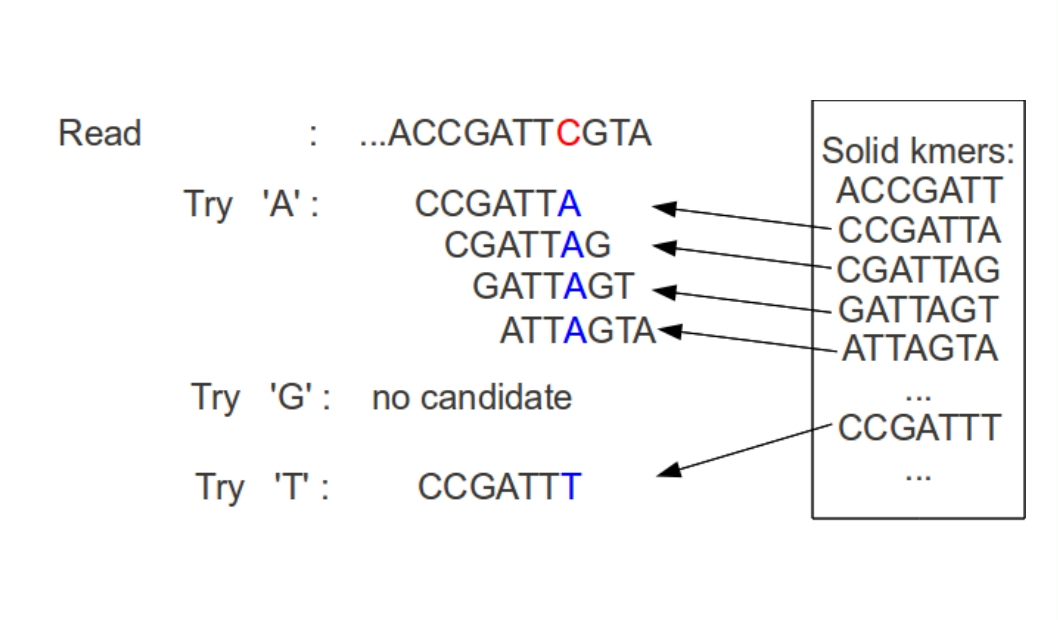 Read : ...ACCGATTCGTA
Try 'A' : CCGATTA
CGATTAG
GATTAGT
ATTAGTA
Try 'G' : no candidate
Try 'T' : CCGATTT
Solid kmers:
ACCGATT
CCGATTA
CGATTAG
GATTAGT
ATTAGTA
...
CCGATTT
...